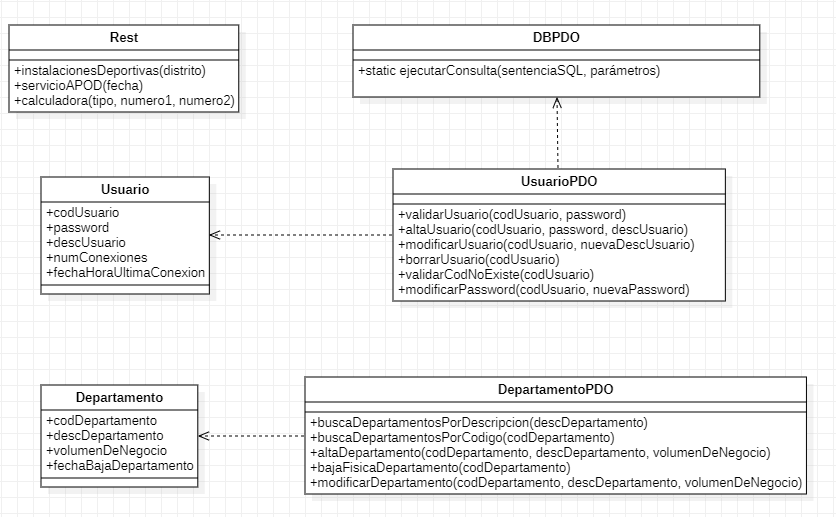 Rest
+instalacionesDeportivas(distrito)
+servicioAPOD(fecha)
+calculadora(tipo, numero1, numero2)
DBPDO
+static ejecutarConsulta(sentenciaSQL, parámetros)
Usuario
+codUsuario
+password
+descUsuario
+numConexiones
+fechaHoraUltimaConexion
UsuarioPDO
+validarUsuario(codUsuario, password)
+altaUsuario(codUsuario, password, descUsuario)
+modificarUsuario(codUsuario, nuevaDescUsuario)
+borrarUsuario(codUsuario)
+validarCodNoExiste(codUsuario)
+modificarPassword(codUsuario, nuevaPassword)
Departamento
+codDepartamento
+descDepartamento
+volumenDeNegocio
+fechaBajaDepartamento
DepartamentoPDO
+buscaDepartamentosPorDescripcion(descDepartamento)
+buscaDepartamentosPorCodigo(codDepartamento)
+altaDepartamento(codDepartamento, descDepartamento, volumenDeNegocio)
+bajaFisicaDepartamento(codDepartamento)
+modificarDepartamento(codDepartamento, descDepartamento, volumenDeNegocio)